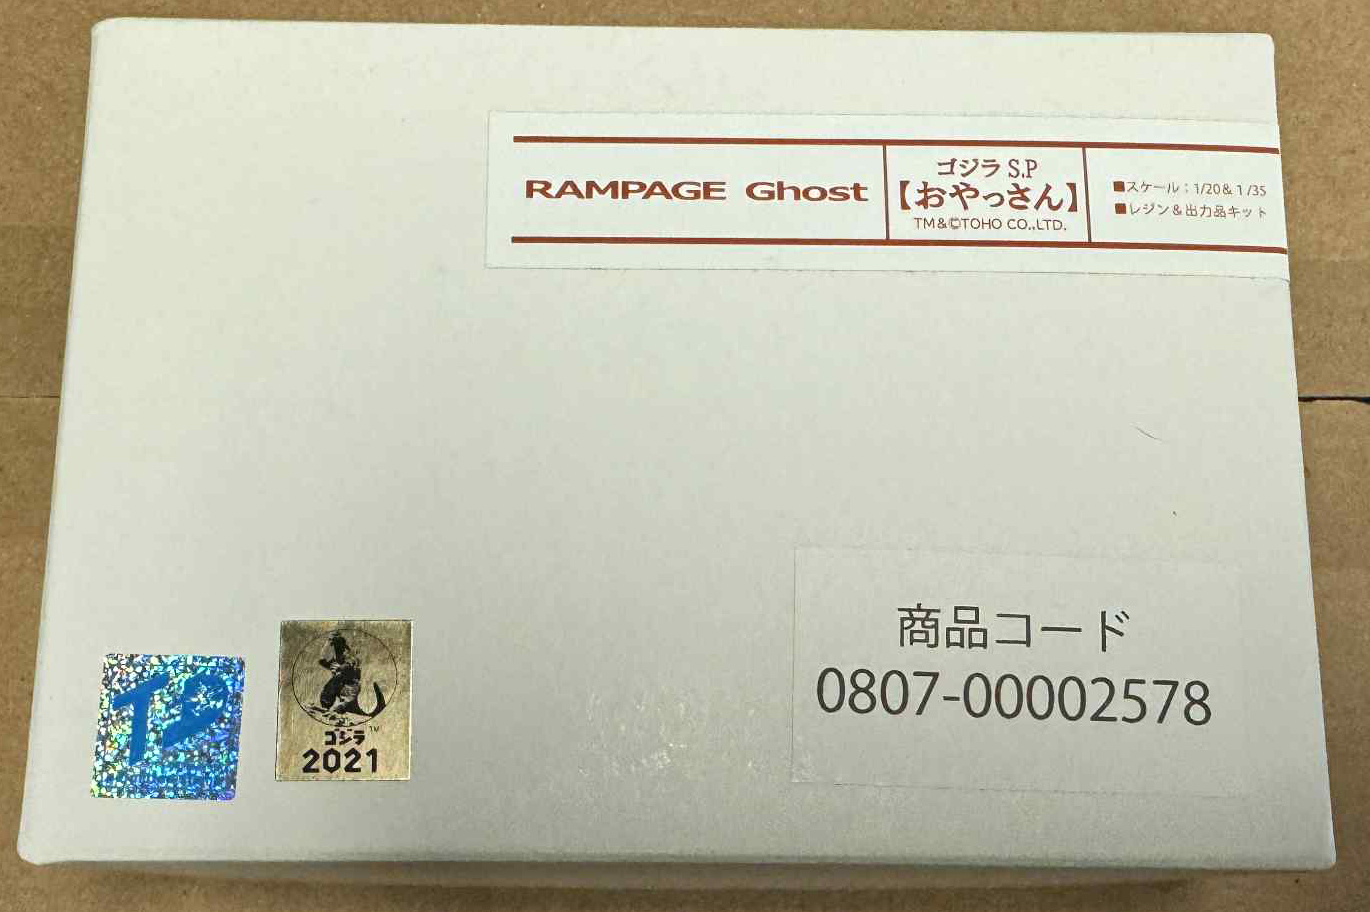 RAMPAGE Ghost
ゴジラ S.P
【おやっさん】
TM&©TOHO CO.,LTD.
■スケール：1/20& 1 /35
■レジン＆出力品キット
商品コード
0807-00002578
ゴジラ™
2021